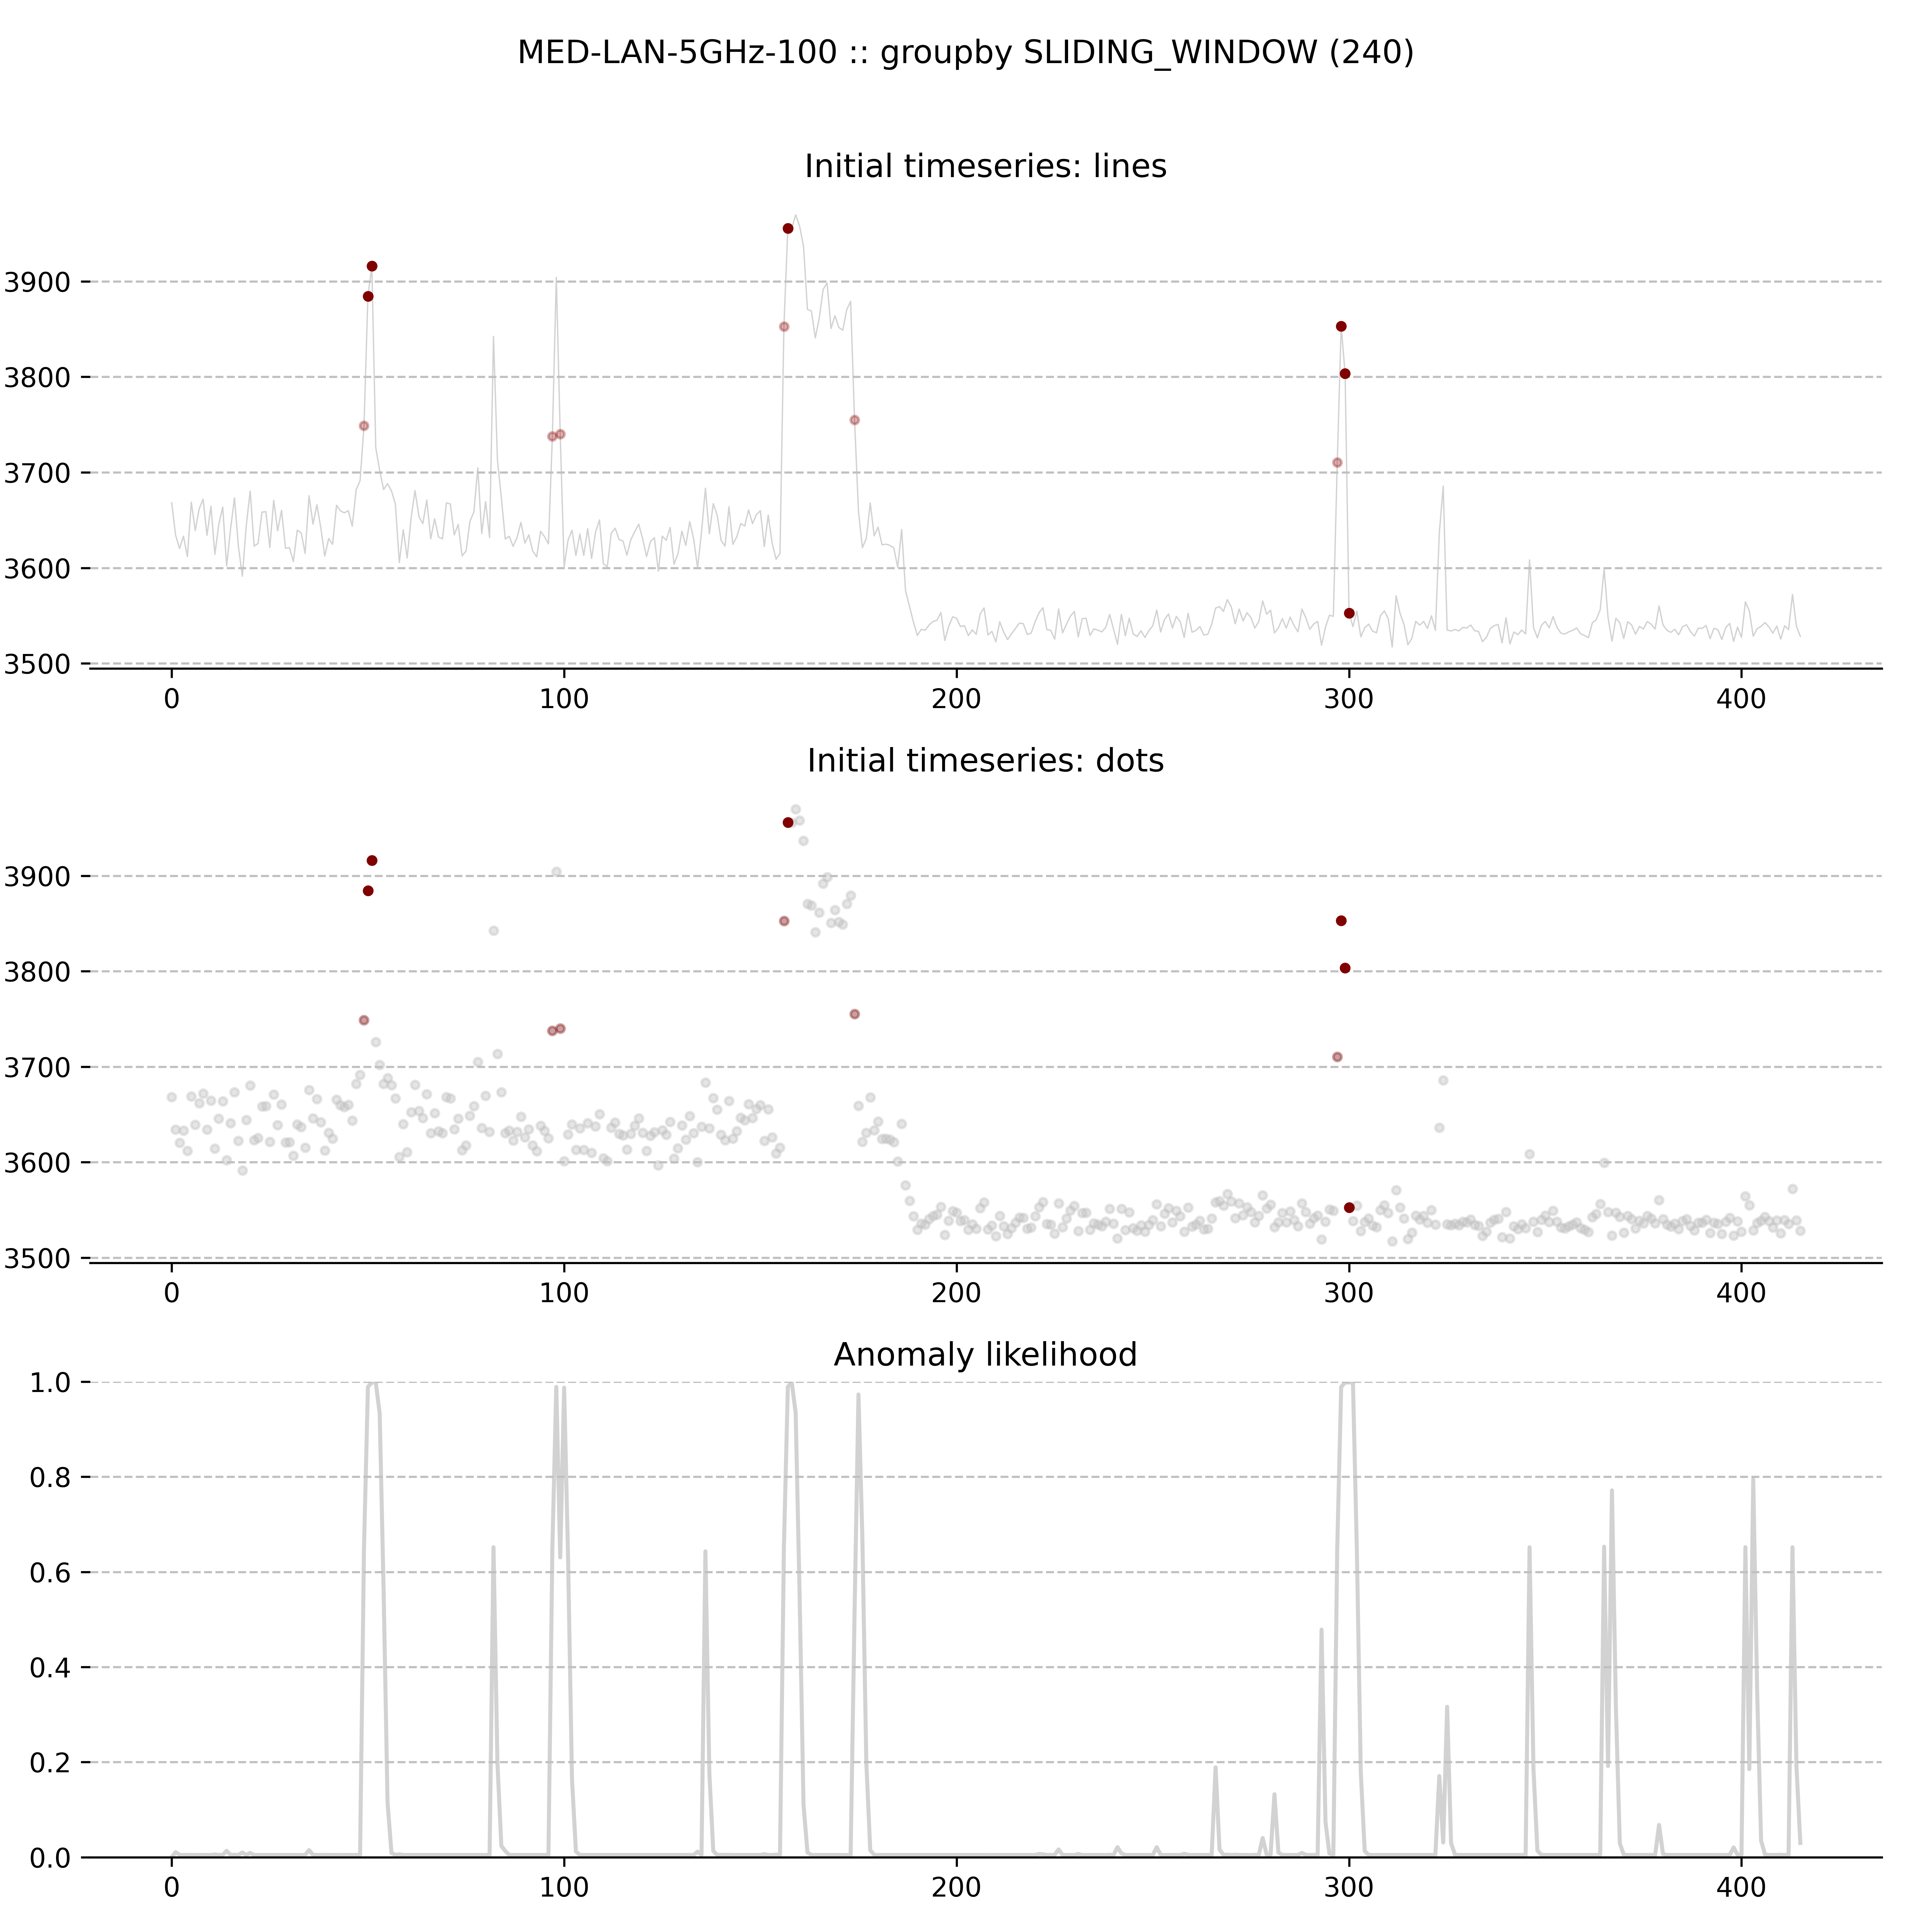 MED-LAN-5GHz-100 :: groupby SLIDING_WINDOW (240)
Initial timeseries: lines
3900
3800
3700
3600
3500
0 100 200 300 400
Initial timeseries: dots
3900
3800
3700
3600
3500
0 100 200 300 400
Anomaly likelihood
1.0
0.8
0.6
0.4
0.2
0.0
0 100 200 300 400